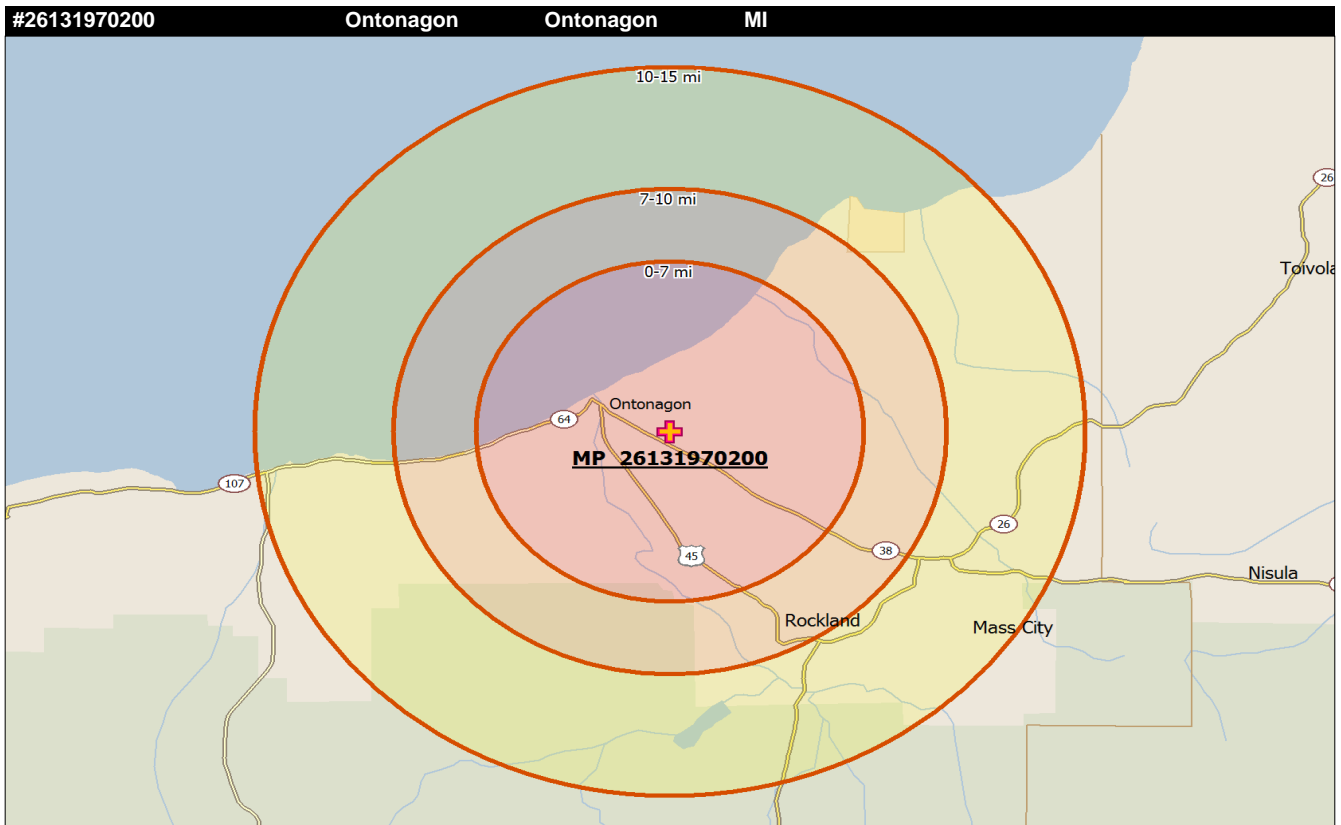 #26131970200 Ontonagon Ontonagon MI
10-15 mi
26
7-10 mi
0-7 mi
Toivola
Ontonagon
64
MP 26131970200
107
26
45
38
Nisula
Rockland
Mass City